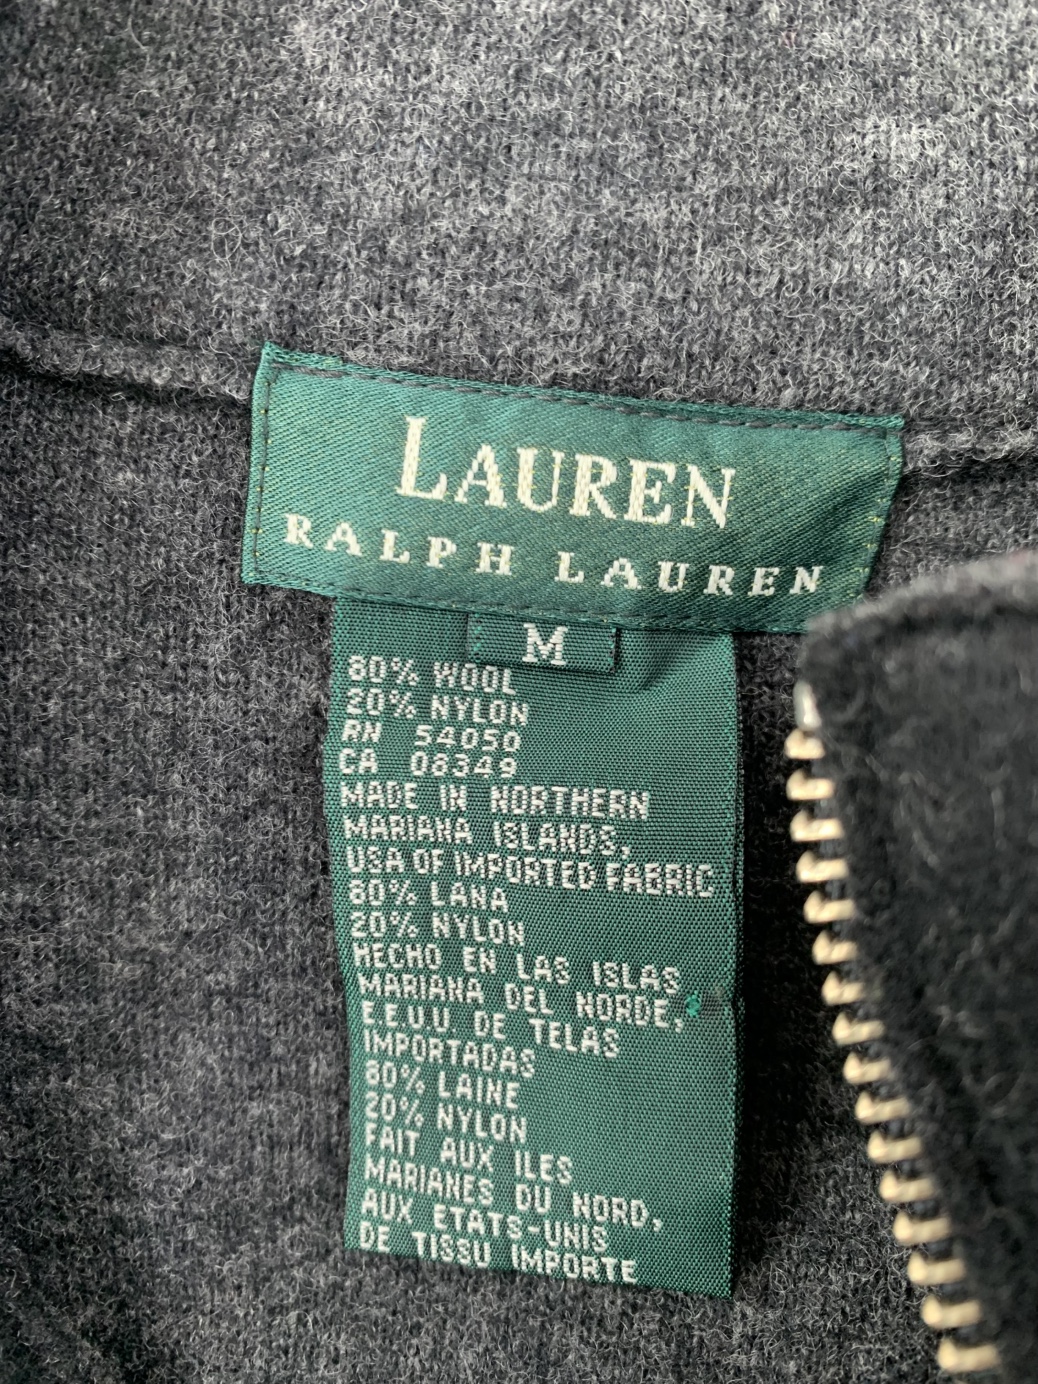 LAUREN
RALPH LAUREN
M
80% WOOL
20% NYLON
RN 54050
CA 08349
MADE IN NORTHERN
MARIANA ISLANDS,
USA OF IMPORTED FABRIC
80% LANA
20% NYLON
HECHO EN LAS ISLAS
MARIANA DEL NORDE,
E.E.U.U. DE TELAS
IMPORTADAS
80% LAINE
20% NYLON
FAIT AUX ILES
MARIANES DU NORD,
AUX ETATS-UNIS
DE TISSU IMPORTE